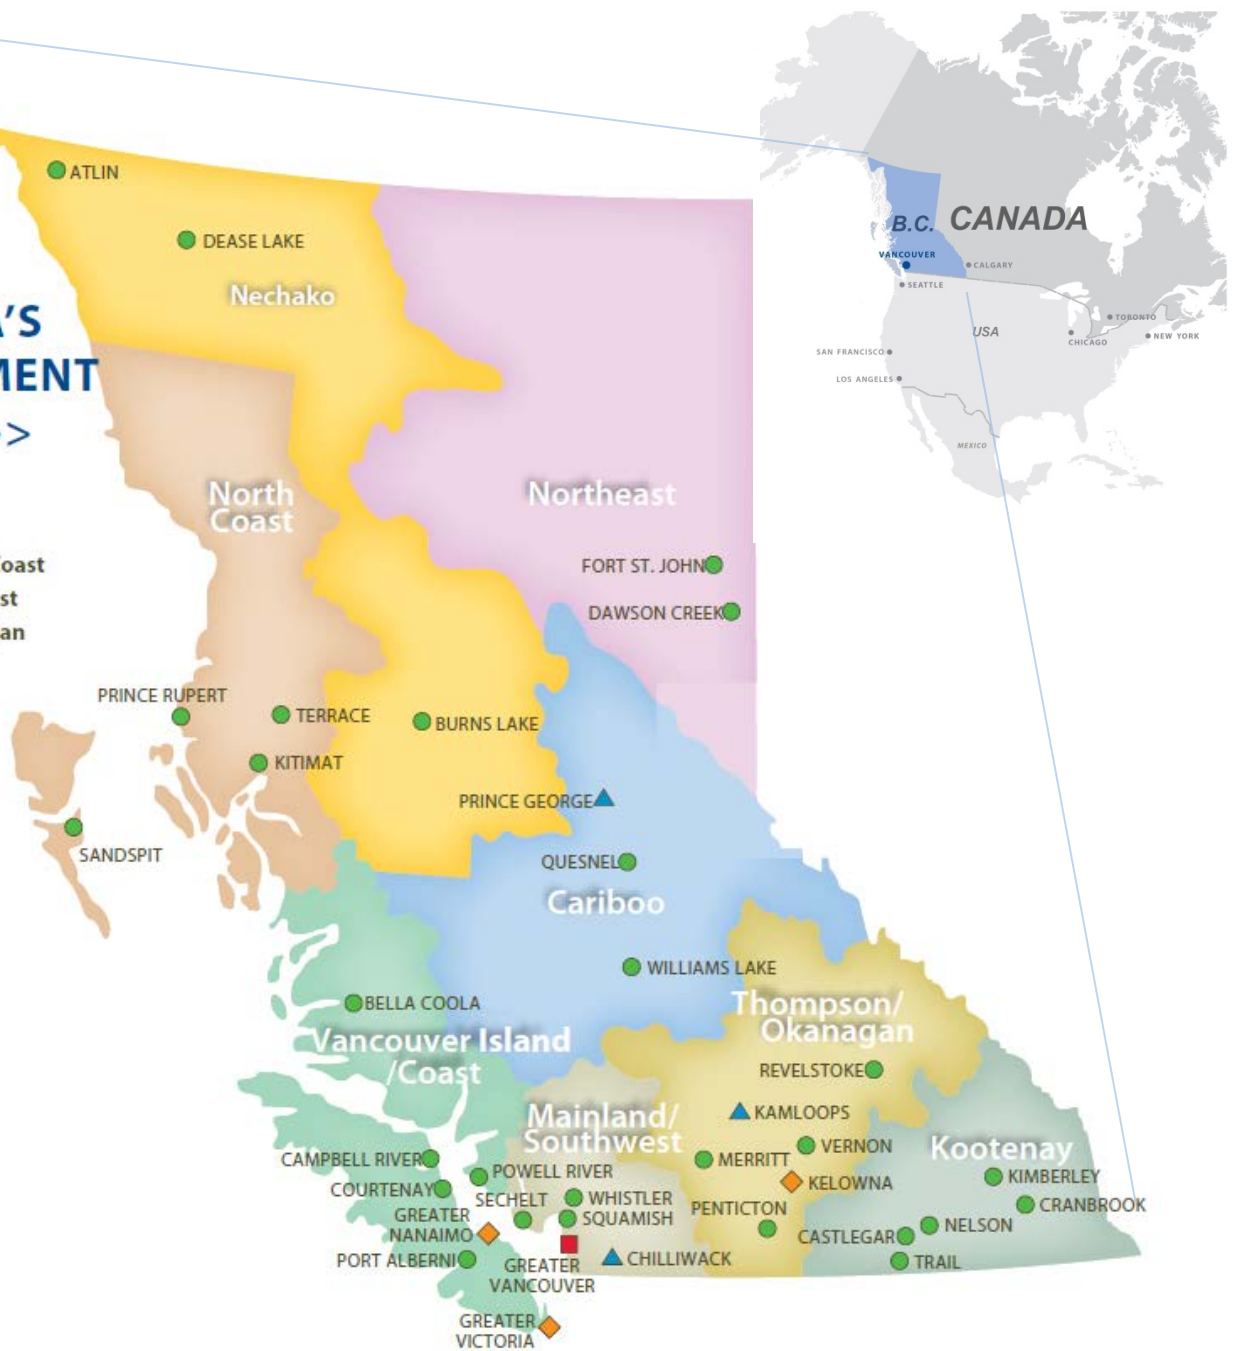 B.C.
CANADA
VANCOUVER
CALGARY
SEATTLE
USA
TORONTO
CHICAGO
NEW YORK
SAN FRANCISCO
LOS ANGELES
MEXICO
ATLIN
DEASE LAKE
Nechako
'S
MENT
>
North
Coast
Northeast
FORT ST. JOHN
DAWSON CREEK
oast
st
an
PRINCE RUPERT
TERRACE
BURNS LAKE
KITIMAT
PRINCE GEORGE
SANDSPIT
QUESNEL
Cariboo
WILLIAMS LAKE
BELLA COOLA
Thompson/
Okanagan
Vancouver Island
/Coast
REVELSTOKE
KAMLOOPS
Mainland/
Southwest
VERNON
Kootenay
CAMPBELL RIVER
MERRITT
POWELL RIVER
KELOWNA
KIMBERLEY
COURTENAY
SECHELT
WHISTLER
PENTICTON
CRANBROOK
GREATER
NANAIMO
SQUAMISH
NELSON
CASTLEGAR
PORT ALBERNI
GREATER
VANCOUVER
CHILLIWACK
TRAIL
GREATER
VICTORIA